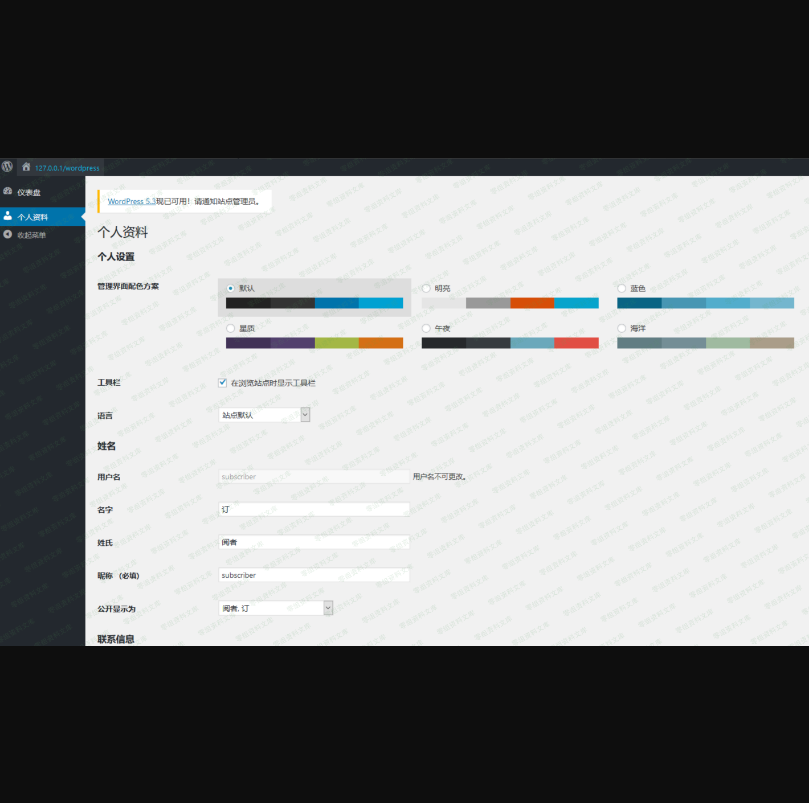 127.0.0.1/wordpress
仪表盘
个人资料
收起菜单
WordPress 5.3现已可用！请通知站点管理员。
个人资料
个人设置
管理界面配色方案
默认
明亮
蓝色
星质
午夜
海洋
工具栏
在浏览站点时显示工具栏
语言
站点默认
姓名
用户名
subscriber
用户名不可更改。
名字
订
姓氏
阅者
昵称 （必填）
subscriber
公开显示为
阅者, 订
联系信息